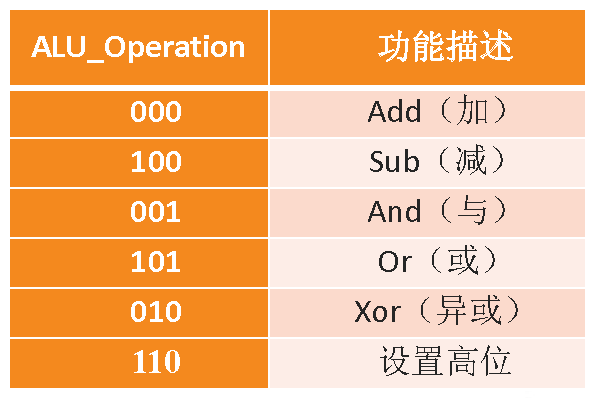 ALU_Operation 功能描述
000 Add（加）
100 Sub（减）
001 And（与）
101 Or（或）
010 Xor（异或）
110 设置高位